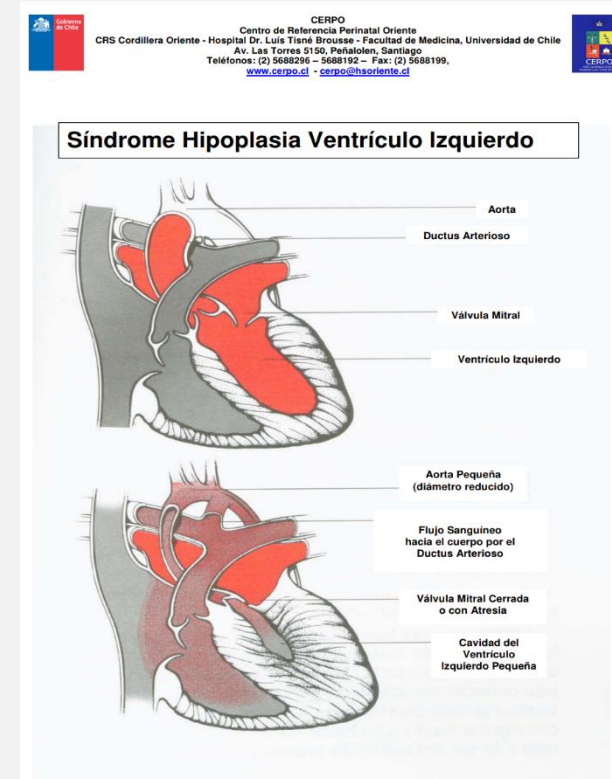 Gobierno
de Chile
CERPO
Centro de Referencia Perinatal Oriente
CRS Cordillera Oriente - Hospital Dr. Luís Tisné Brousse - Facultad de Medicina, Universidad de Chile
Av. Las Torres 5150, Peñalolen, Santiago
Teléfonos: (2) 5688296 – 5688192 – Fax: (2) 5688199,
www.cerpo.cl - cerpo@hsoriente.cl
CERPO
Síndrome Hipoplasia Ventrículo Izquierdo
Aorta
Ductus Arterioso
Válvula Mitral
Ventrículo Izquierdo
Aorta Pequeña
(diámetro reducido)
Flujo Sanguíneo
hacia el cuerpo por el
Ductus Arterioso
Válvula Mitral Cerrada
o con Atresia
Cavidad del
Ventrículo
Izquierdo Pequeña